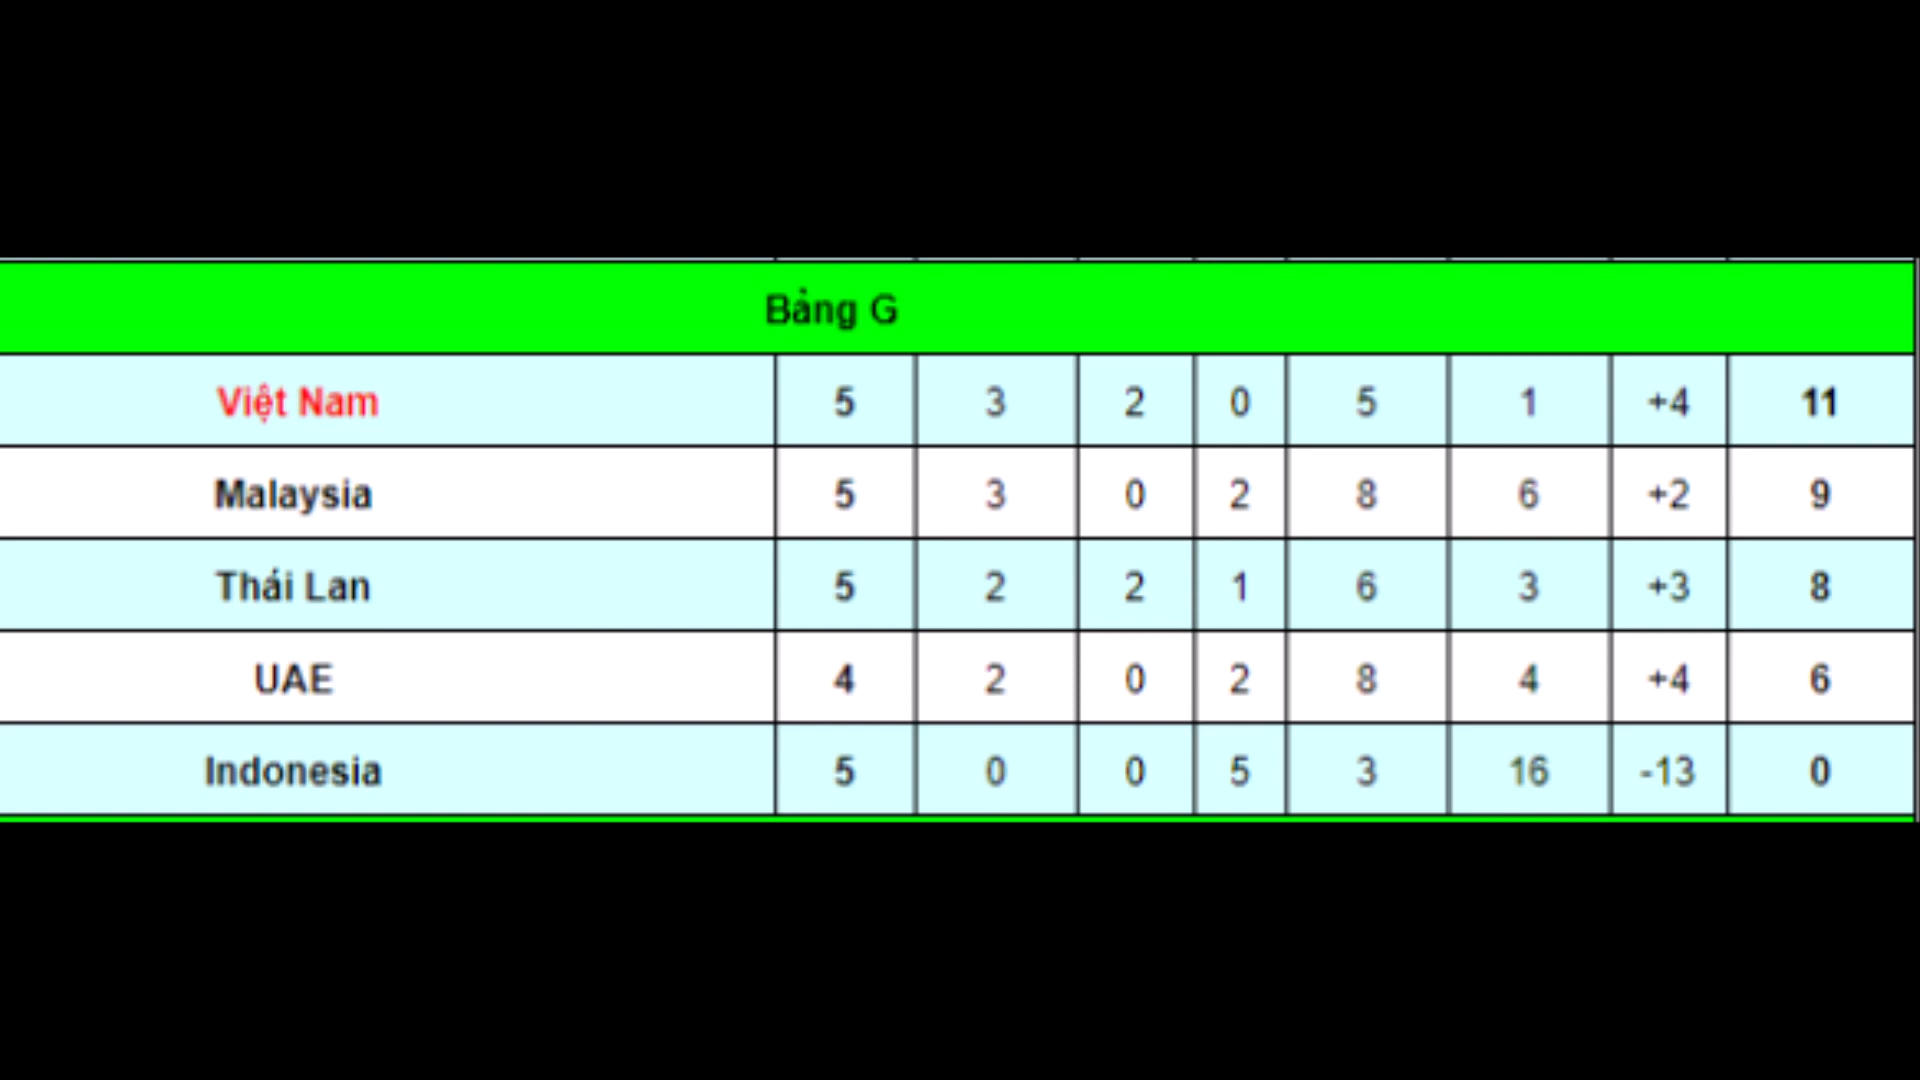 Bảng G
Việt Nam 5 3 2 0 5 1 +4 11
Malaysia 5 3 0 2 8 6 +2 9
Thái Lan 5 2 2 1 6 3 +3 8
UAE 4 2 0 2 8 4 +4 6
Indonesia 5 0 0 5 3 16 -13 0